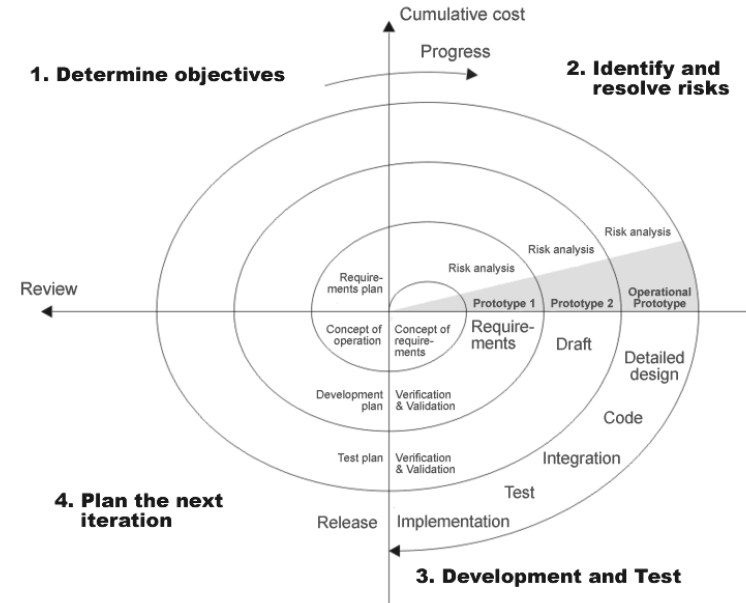 Cumulative cost
Progress
1. Determine objectives
2. Identify and
resolve risks
Risk analysis
Risk analysis
Risk analysis
Require-
ments plan
Review
Prototype 1
Prototype 2
Operational
Prototype
Concept of
operation
Concept of
require-
ments
Require-
ments
Draft
Detailed
design
Development
plan
Verification
& Validation
Code
Test plan
Verification
& Validation
Integration
Test
4. Plan the next
iteration
Release
Implementation
3. Development and Test